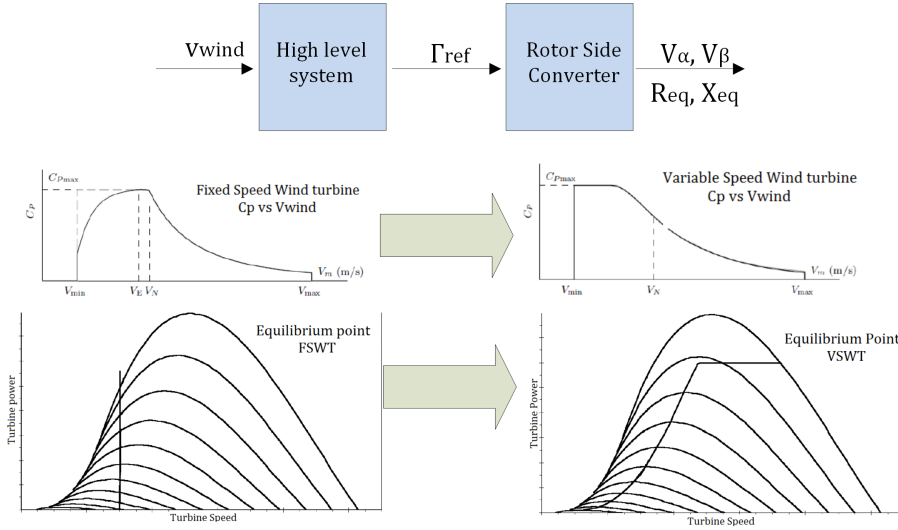 vwind
High level
system
Γref
Rotor Side
Converter
Vα, Vβ
Req, Xeq
CPmax
CP
Fixed Speed Wind turbine
Cp vs Vwind
Vm (m/s)
Vmin
VE
VN
Vmax
CPmax
CP
Variable Speed Wind turbine
Cp vs Vwind
Vm (m/s)
Vmin
VN
Vmax
Equilibrium point
FSWT
Turbine power
Turbine Speed
Equilibrium Point
VSWT
Turbine Power
Turbine Speed